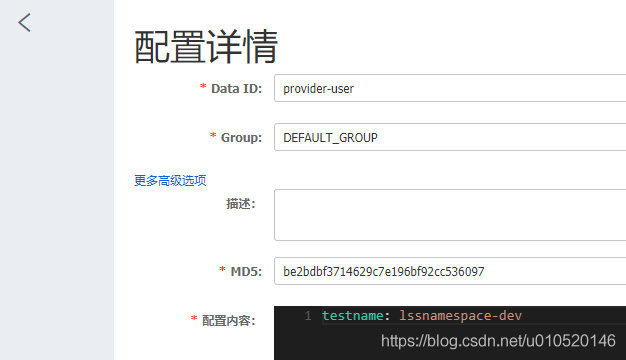 配置详情
* Data ID: provider-user
* Group: DEFAULT_GROUP
更多高级选项
描述:
* MD5: be2bdbf3714629c7e196bf92cc536097
* 配置内容: 1 testname: lssnamespace-dev
https://blog.csdn.net/u010520146